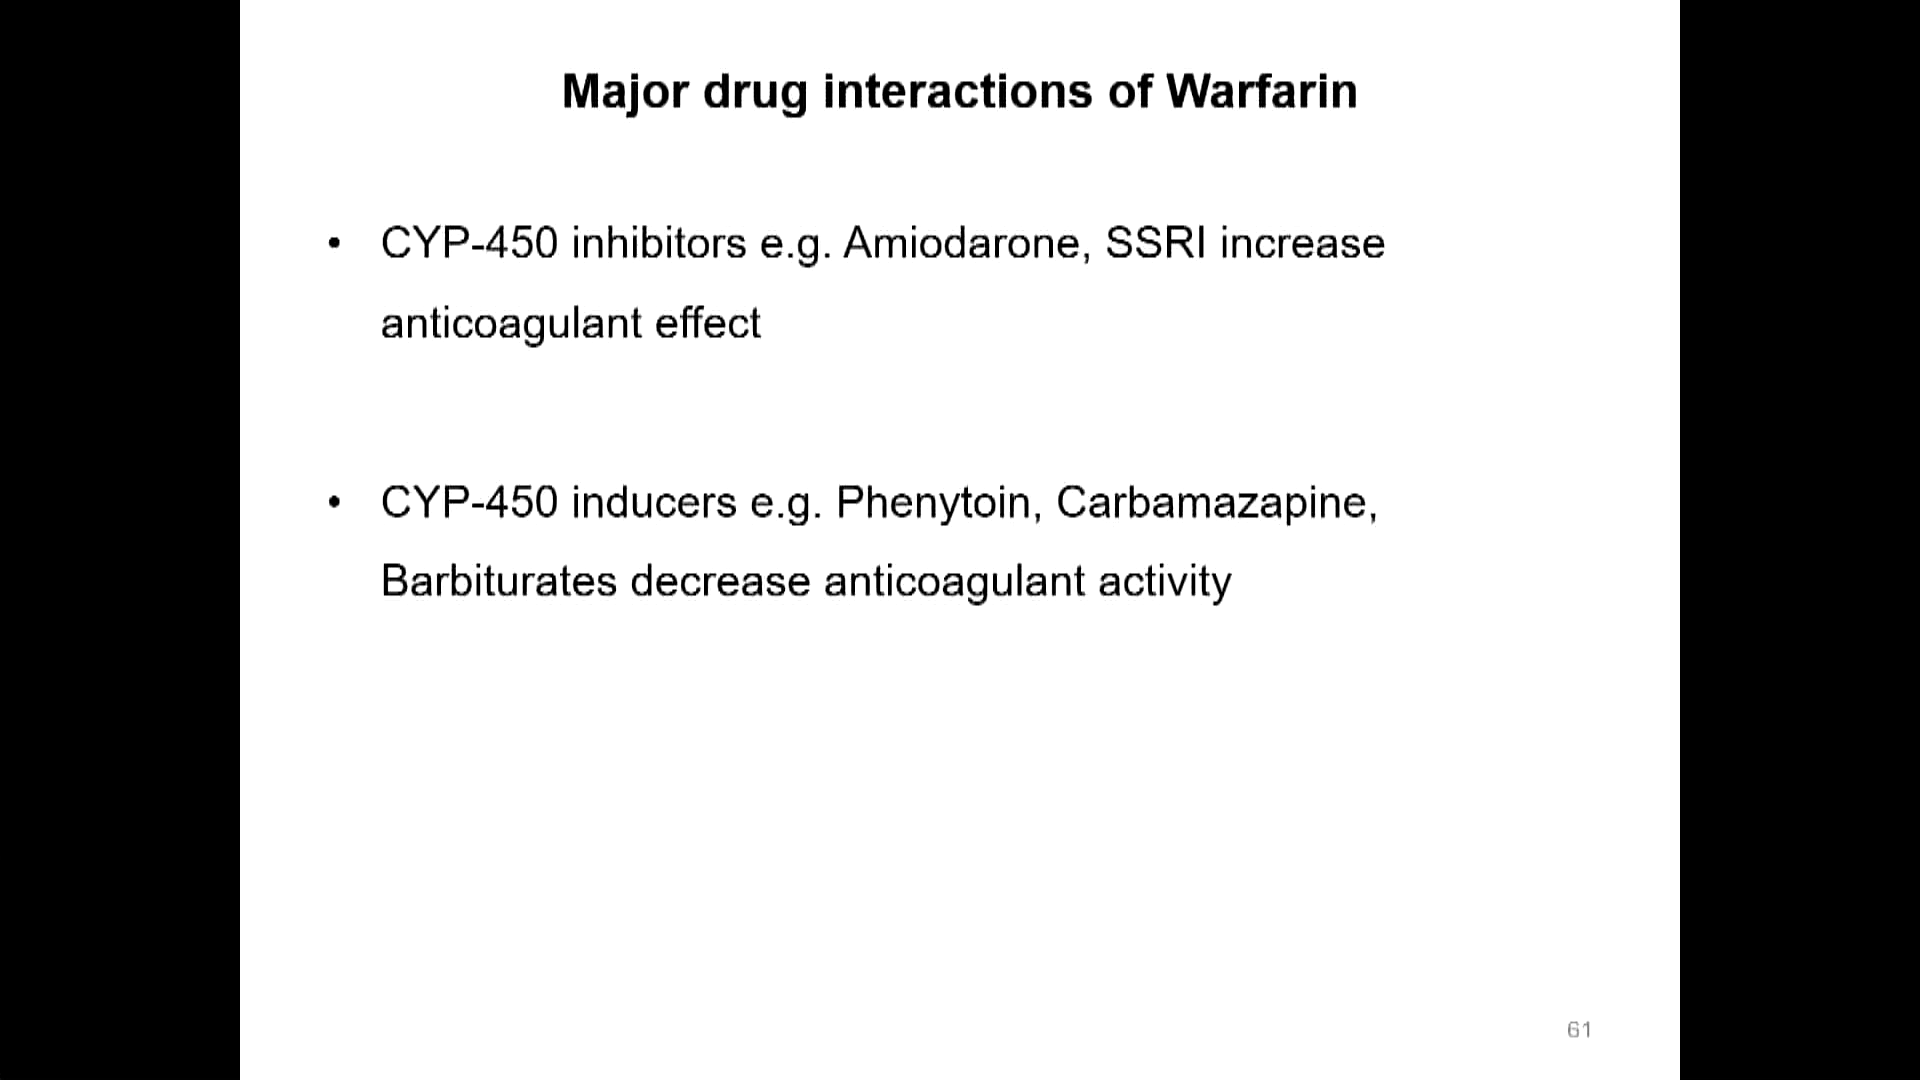 Major drug interactions of Warfarin
• CYP-450 inhibitors e.g. Amiodarone, SSRI increase
anticoagulant effect
• CYP-450 inducers e.g. Phenytoin, Carbamazapine,
Barbiturates decrease anticoagulant activity
61